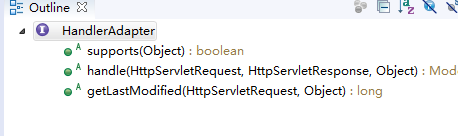 Outline
HandlerAdapter
supports(Object) : boolean
handle(HttpServletRequest, HttpServletResponse, Object) : Mod
getLastModified(HttpServletRequest, Object) : long